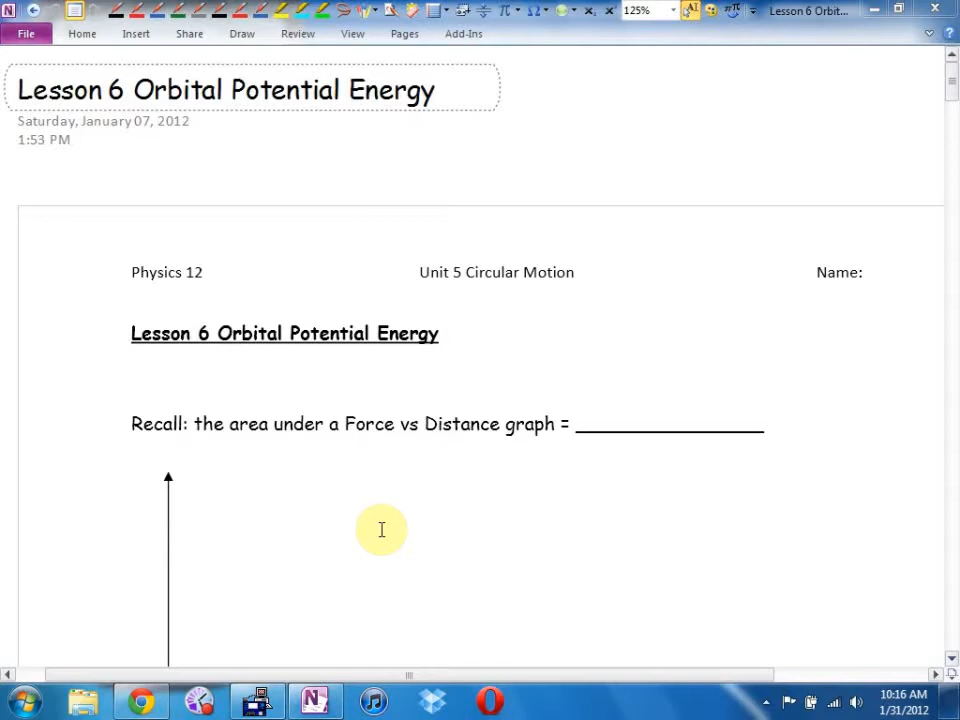 125%
Lesson 6 Orbit...
File Home Insert Share Draw Review View Pages Add-Ins
Lesson 6 Orbital Potential Energy
Saturday, January 07, 2012
1:53 PM
Physics 12 Unit 5 Circular Motion Name:
Lesson 6 Orbital Potential Energy
Recall: the area under a Force vs Distance graph = __________________
10:16 AM
1/31/2012